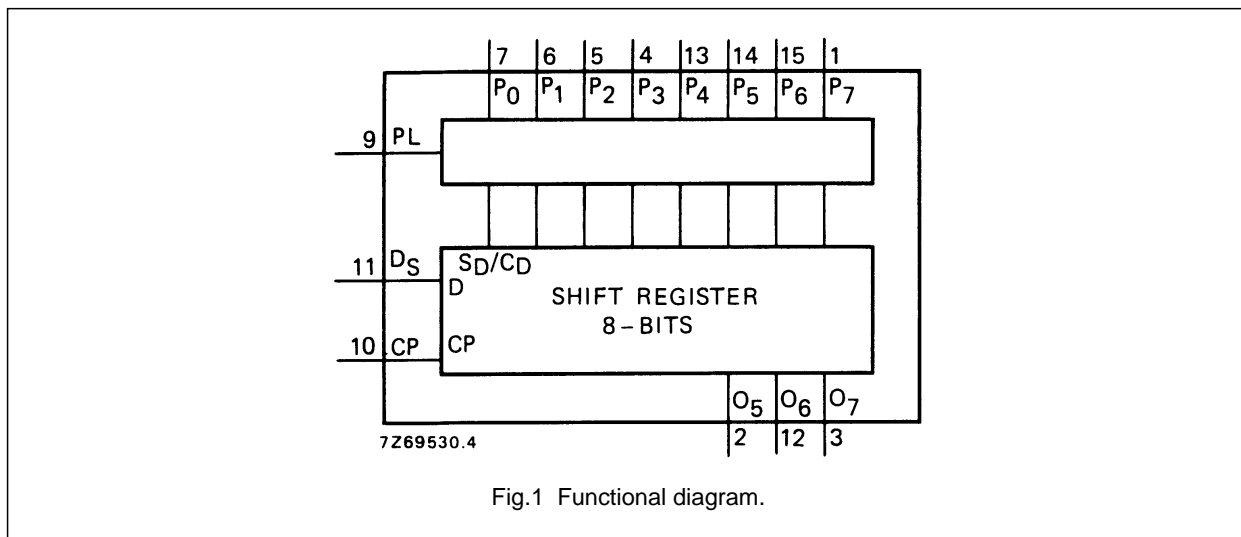 7 6 5 4 13 14 15 1
P0 P1 P2 P3 P4 P5 P6 P7
9 PL
11 DS
SD/CD
D
SHIFT REGISTER
8-BITS
10 CP CP
O5 O6 O7
2 12 3
7Z69530.4
Fig.1 Functional diagram.